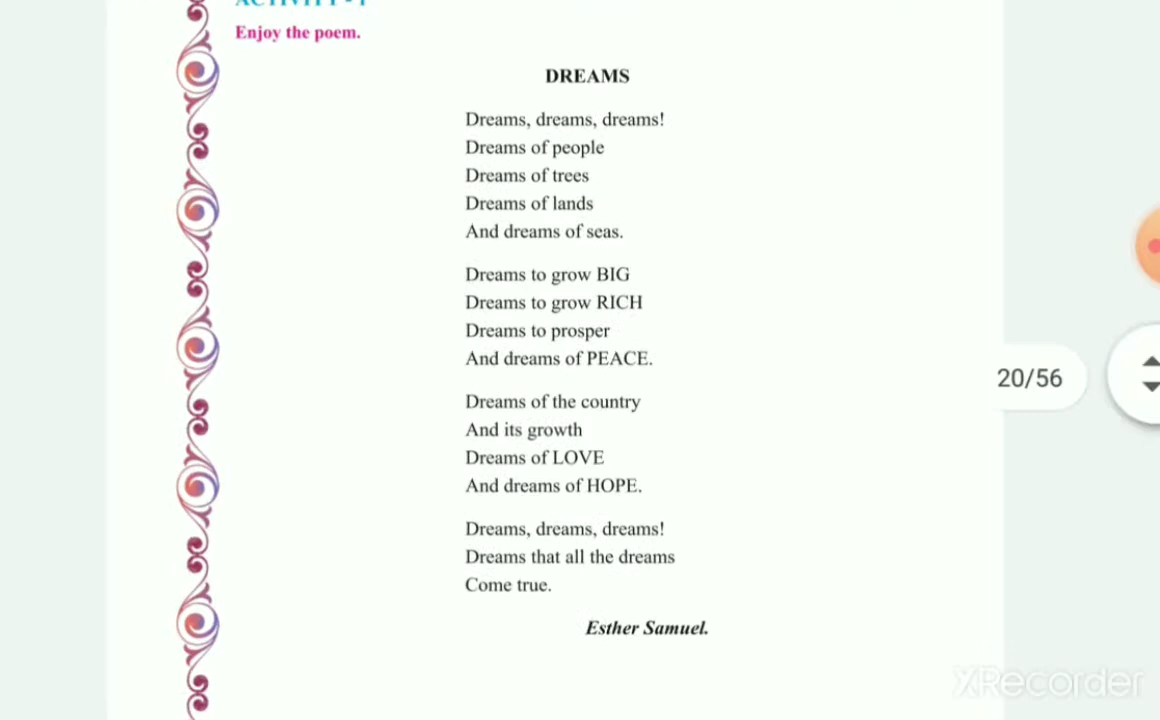 ACTIVITY - 1
Enjoy the poem.
DREAMS
Dreams, dreams, dreams!
Dreams of people
Dreams of trees
Dreams of lands
And dreams of seas.
Dreams to grow BIG
Dreams to grow RICH
Dreams to prosper
And dreams of PEACE.
Dreams of the country
And its growth
Dreams of LOVE
And dreams of HOPE.
Dreams, dreams, dreams!
Dreams that all the dreams
Come true.
Esther Samuel.
20/56
XRecorder